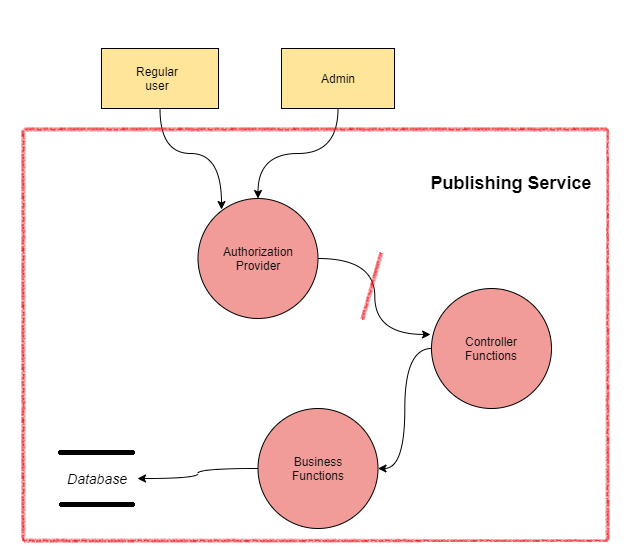 Regular
user
Admin
Publishing Service
Authorization
Provider
Controller
Functions
Business
Functions
Database